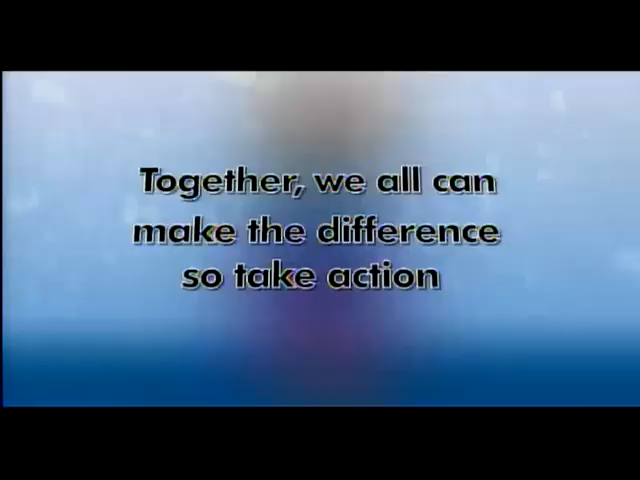 Together, we all can
make the difference
so take action